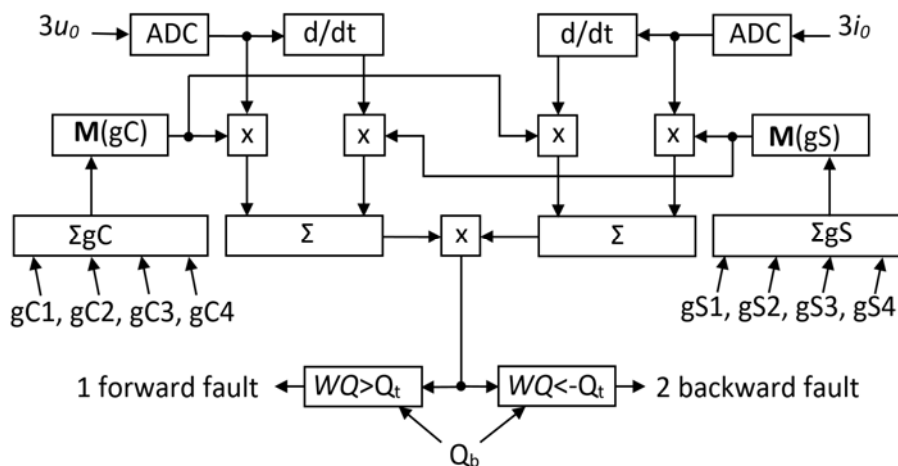 3u₀ ADC d/dt d/dt ADC 3i₀
M(gC) x x x x M(gS)
ΣgC Σ x Σ ΣgS
gC1, gC2, gC3, gC4 gS1, gS2, gS3, gS4
1 forward fault WQ>Qₜ WQ<-Qₜ 2 backward fault
Q_b